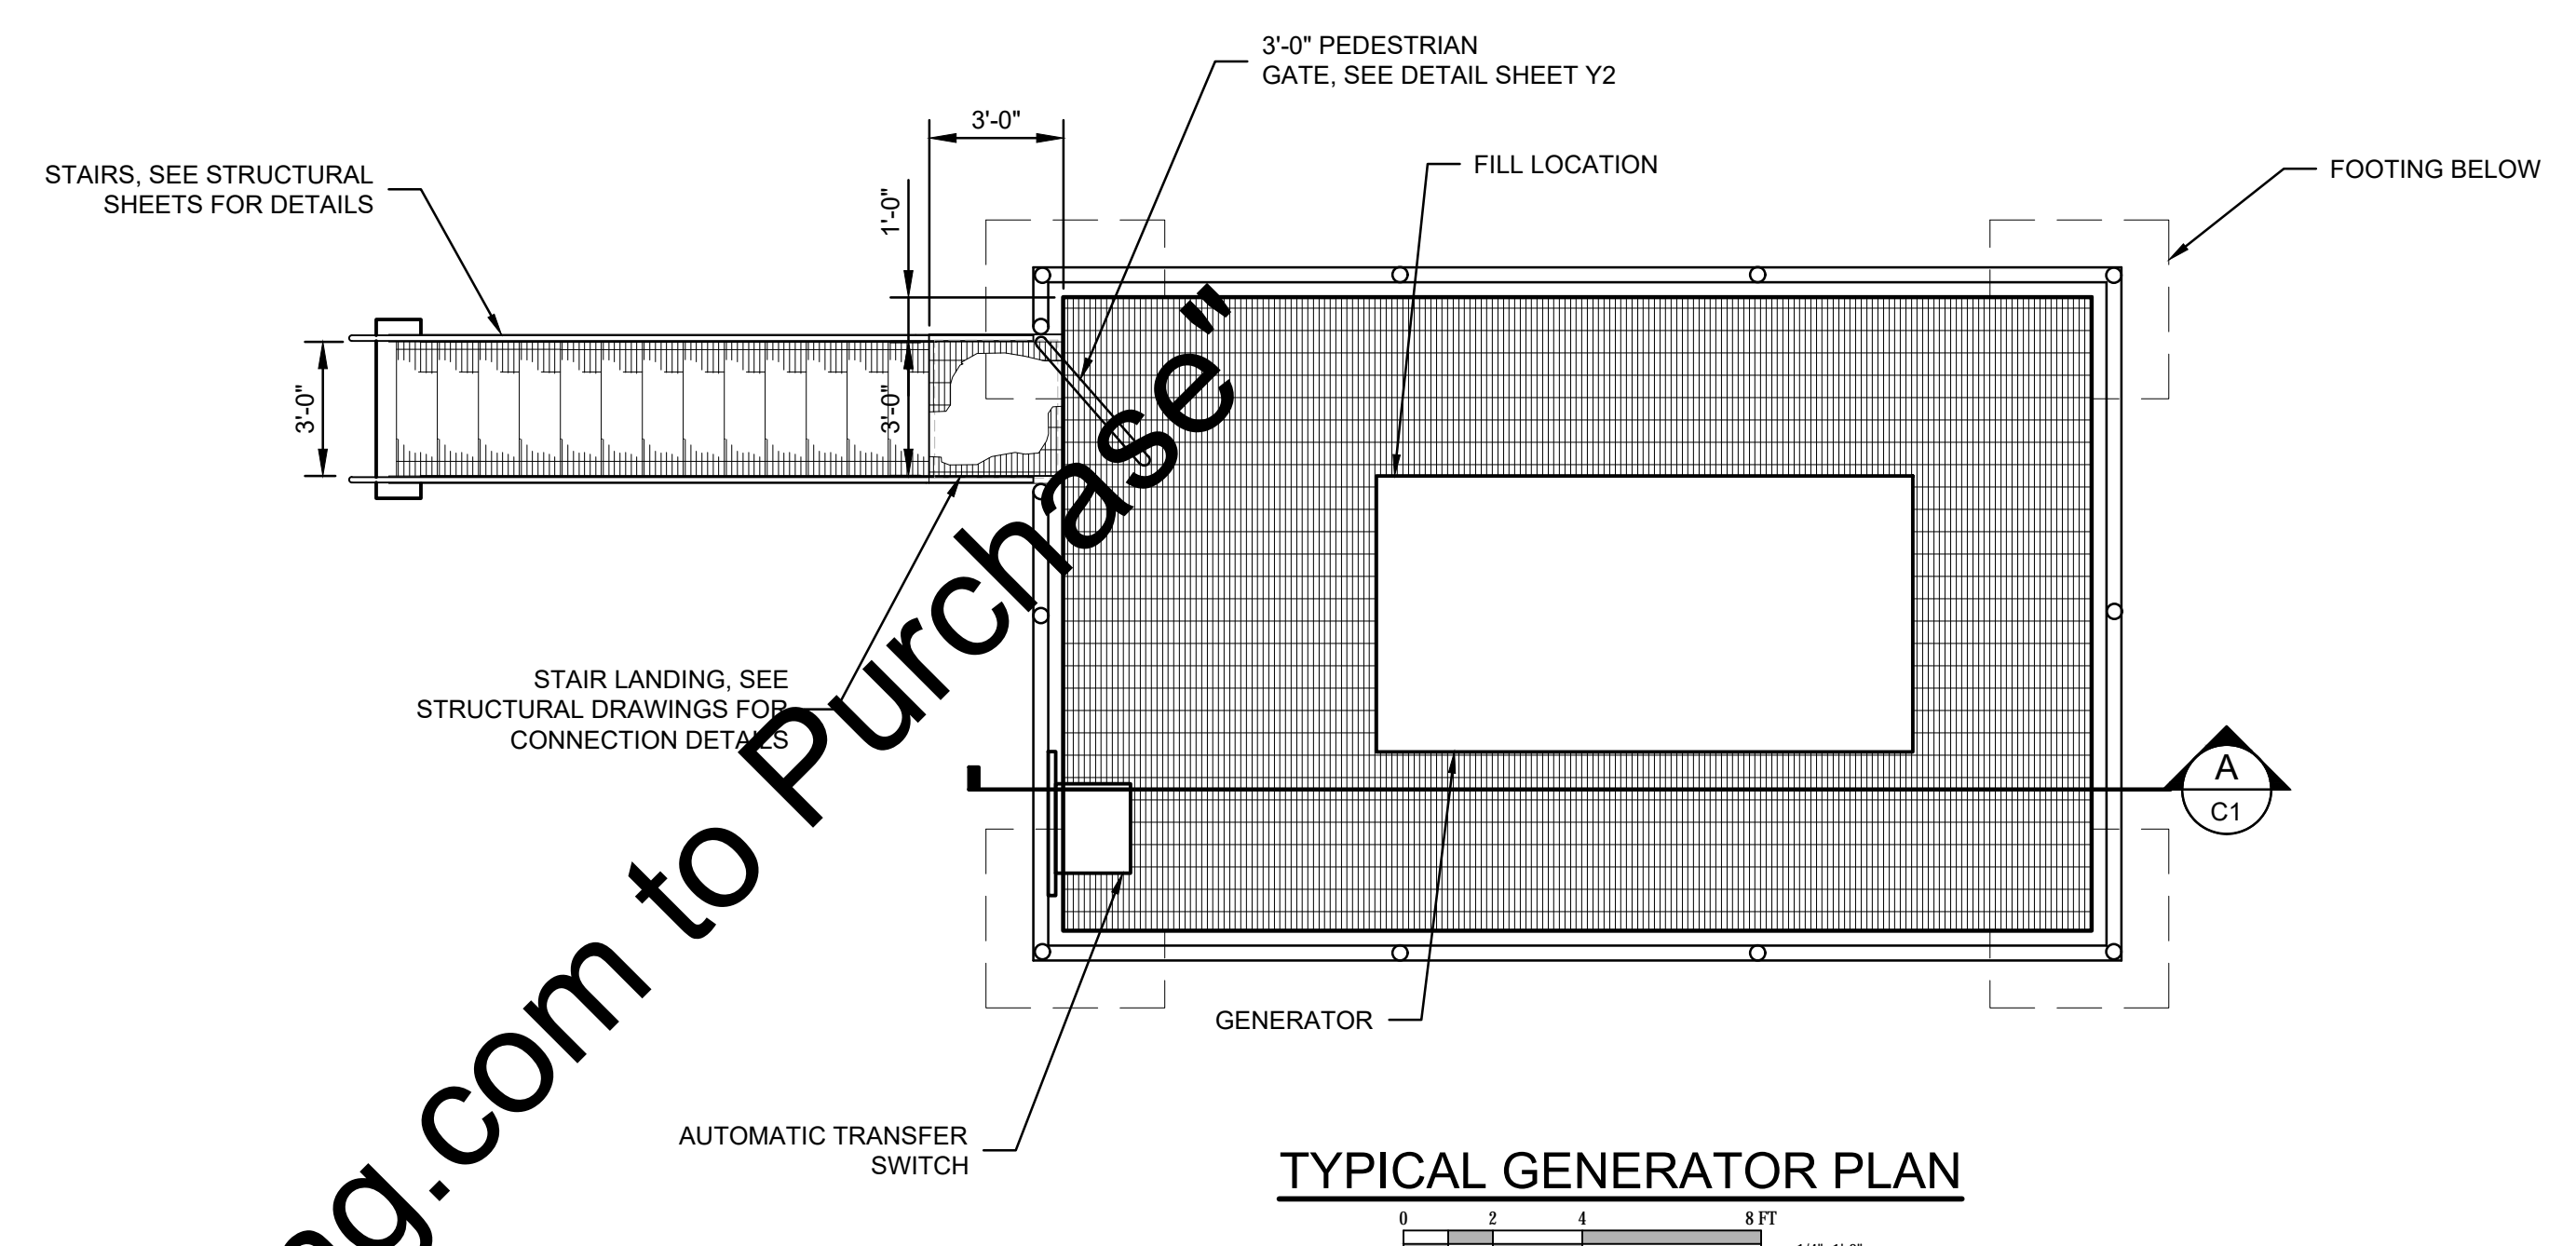 3'-0" PEDESTRIAN
GATE, SEE DETAIL SHEET Y2
3'-0"
FILL LOCATION
FOOTING BELOW
STAIRS, SEE STRUCTURAL
SHEETS FOR DETAILS
1'-0"
3'-0"
3'-0"
STAIR LANDING, SEE
STRUCTURAL DRAWINGS FOR
CONNECTION DETAILS
A
C1
GENERATOR
AUTOMATIC TRANSFER
SWITCH
TYPICAL GENERATOR PLAN
0 2 4 8 FT
.com to Purchase"